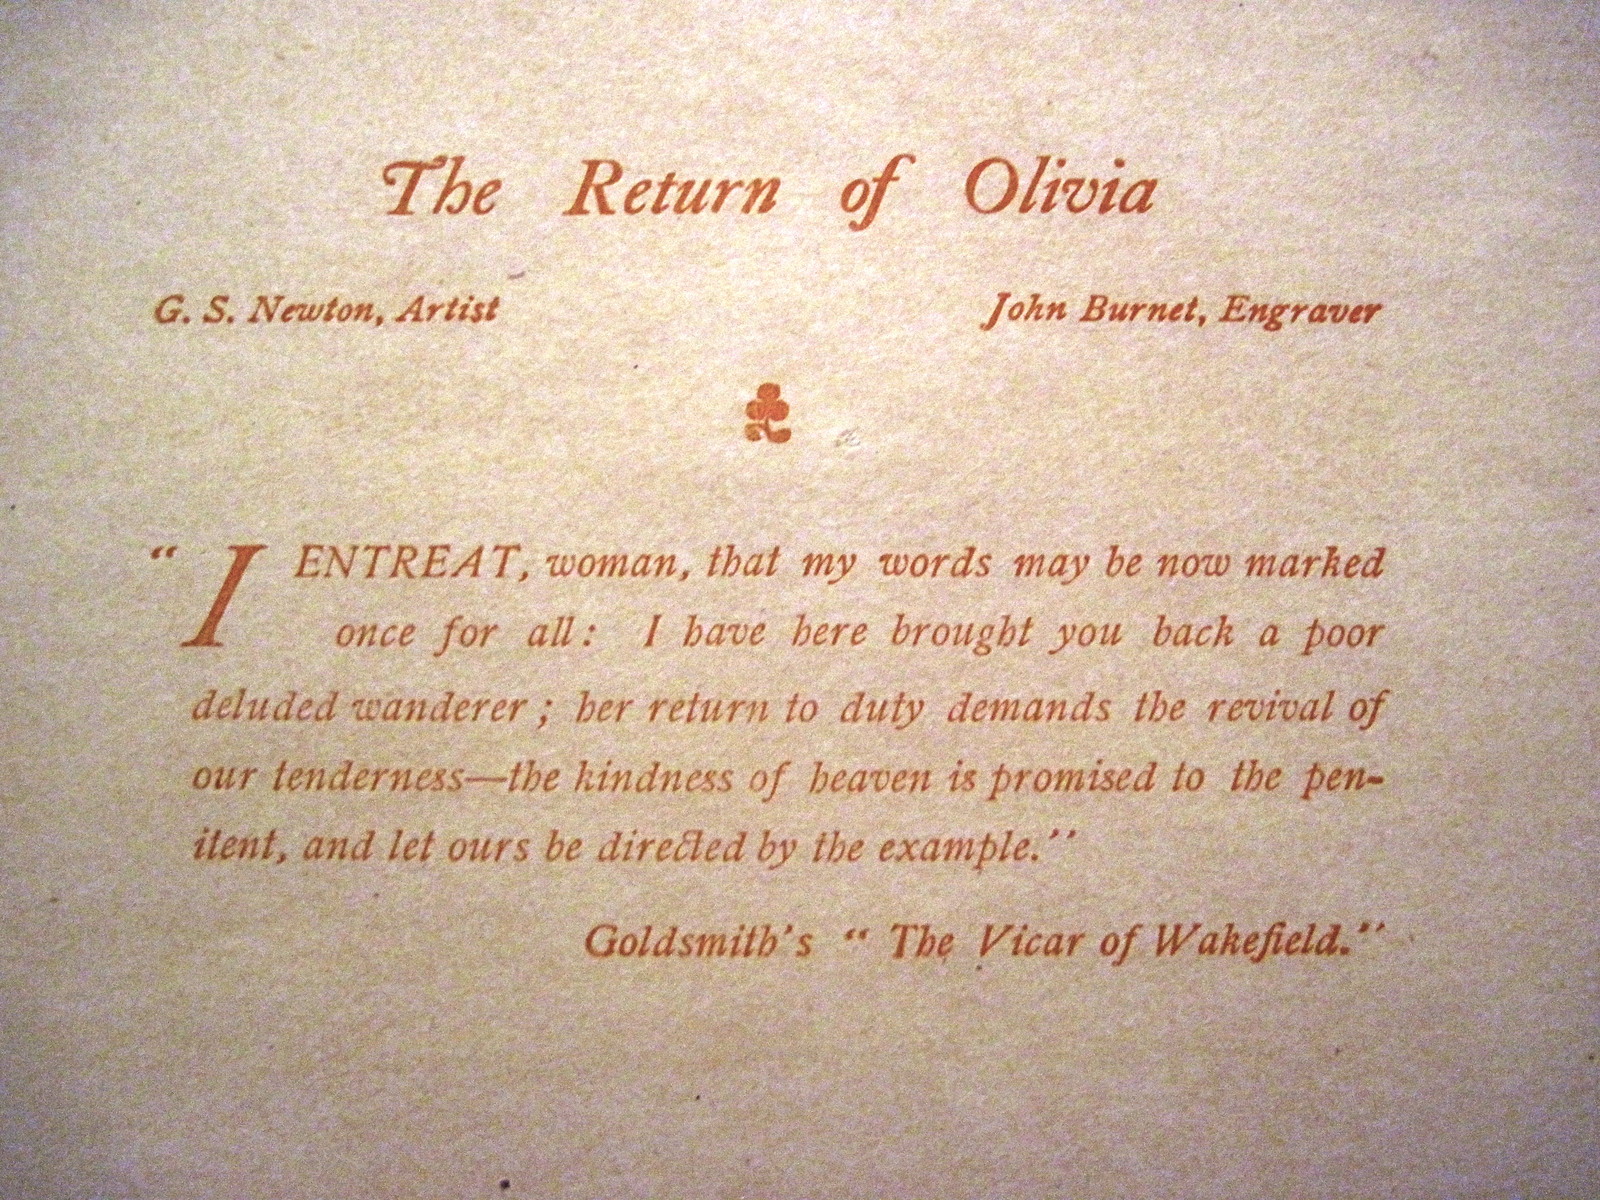 The Return of Olivia
G. S. Newton, Artist
John Burnet, Engraver
“ I ENTREAT, woman, that my words may be now marked
once for all: I have here brought you back a poor
deluded wanderer ; her return to duty demands the revival of
our tenderness—the kindness of heaven is promised to the pen-
itent, and let ours be directed by the example.”
Goldsmith’s “ The Vicar of Wakefield.”